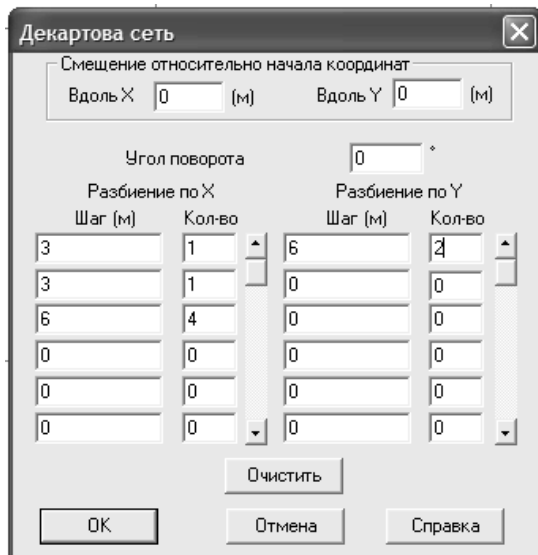 Декартова сеть
Смещение относительно начала координат
Вдоль X 0 (м) Вдоль Y 0 (м)
Угол поворота 0 °
Разбиение по X Разбиение по Y
Шаг (м) Кол-во Шаг (м) Кол-во
3 1 6 2
3 1 0 0
6 4 0 0
0 0 0 0
0 0 0 0
0 0 0 0
Очистить
OK Отмена Справка